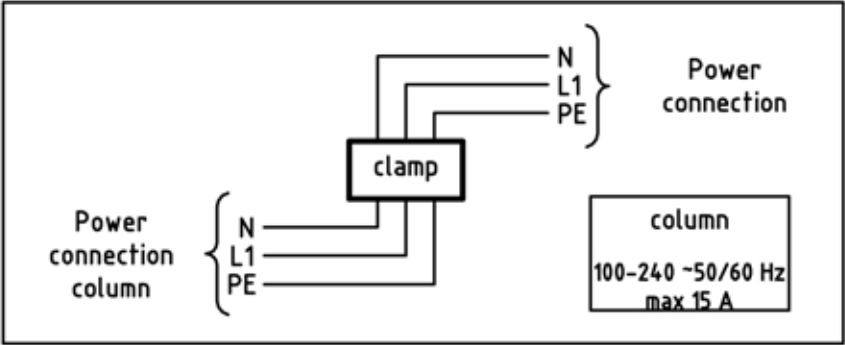 N
L1
PE
Power
connection
clamp
Power
connection
column
N
L1
PE
column
100-240 ~50/60 Hz
max 15 A